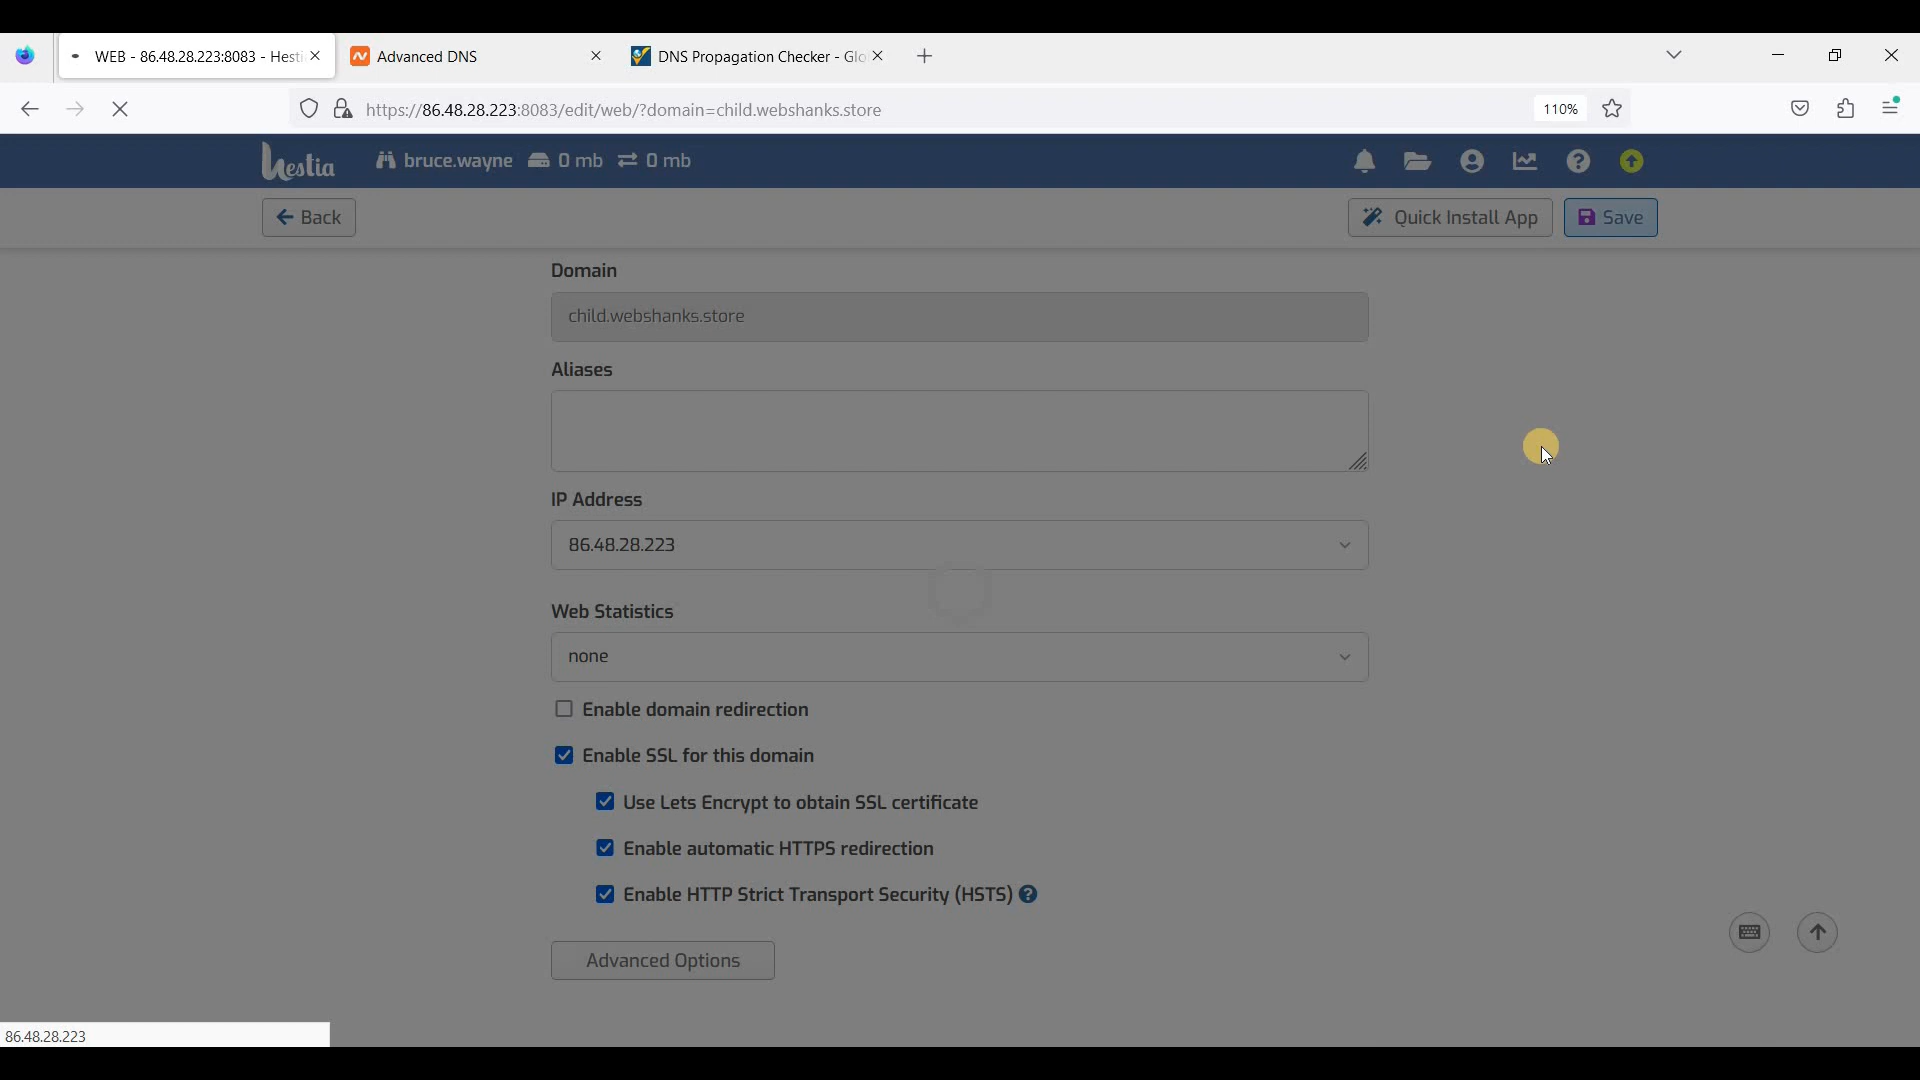 WEB - 86.48.28.223:8083 - Hesti
Advanced DNS
DNS Propagation Checker - Glo
https://86.48.28.223:8083/edit/web/?domain=child.webshanks.store
110%
hestia
bruce.wayne
0 mb
0 mb
Back
Quick Install App
Save
Domain
child.webshanks.store
Aliases
IP Address
86.48.28.223
Web Statistics
none
Enable domain redirection
Enable SSL for this domain
Use Lets Encrypt to obtain SSL certificate
Enable automatic HTTPS redirection
Enable HTTP Strict Transport Security (HSTS)
Advanced Options
86.48.28.223